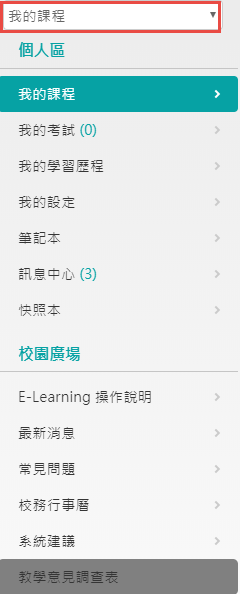 我的課程
個人區
我的課程
我的考試 (0)
我的學習歷程
我的設定
筆記本
訊息中心 (3)
快照本
校園廣場
E-Learning 操作說明
最新消息
常見問題
校務行事曆
系統建議
教學意見調查表